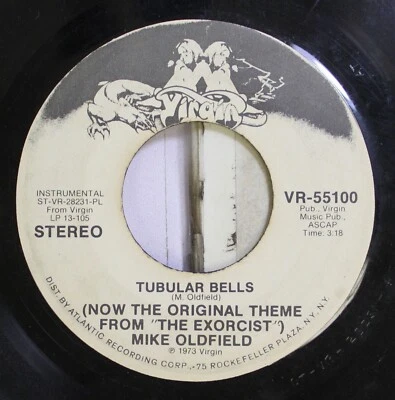 Virgin
INSTRUMENTAL
ST-VR-28231-PL
From Virgin
LP 13-105
STEREO
VR-55100
Pub., Virgin
Music Pub.,
ASCAP
Time: 3:18
TUBULAR BELLS
(M. Oldfield)
(NOW THE ORIGINAL THEME
FROM "THE EXORCIST")
MIKE OLDFIELD
℗ 1973 Virgin
DIST BY ATLANTIC RECORDING CORP.,-75 ROCKEFELLER PLAZA, N.Y. N.Y.